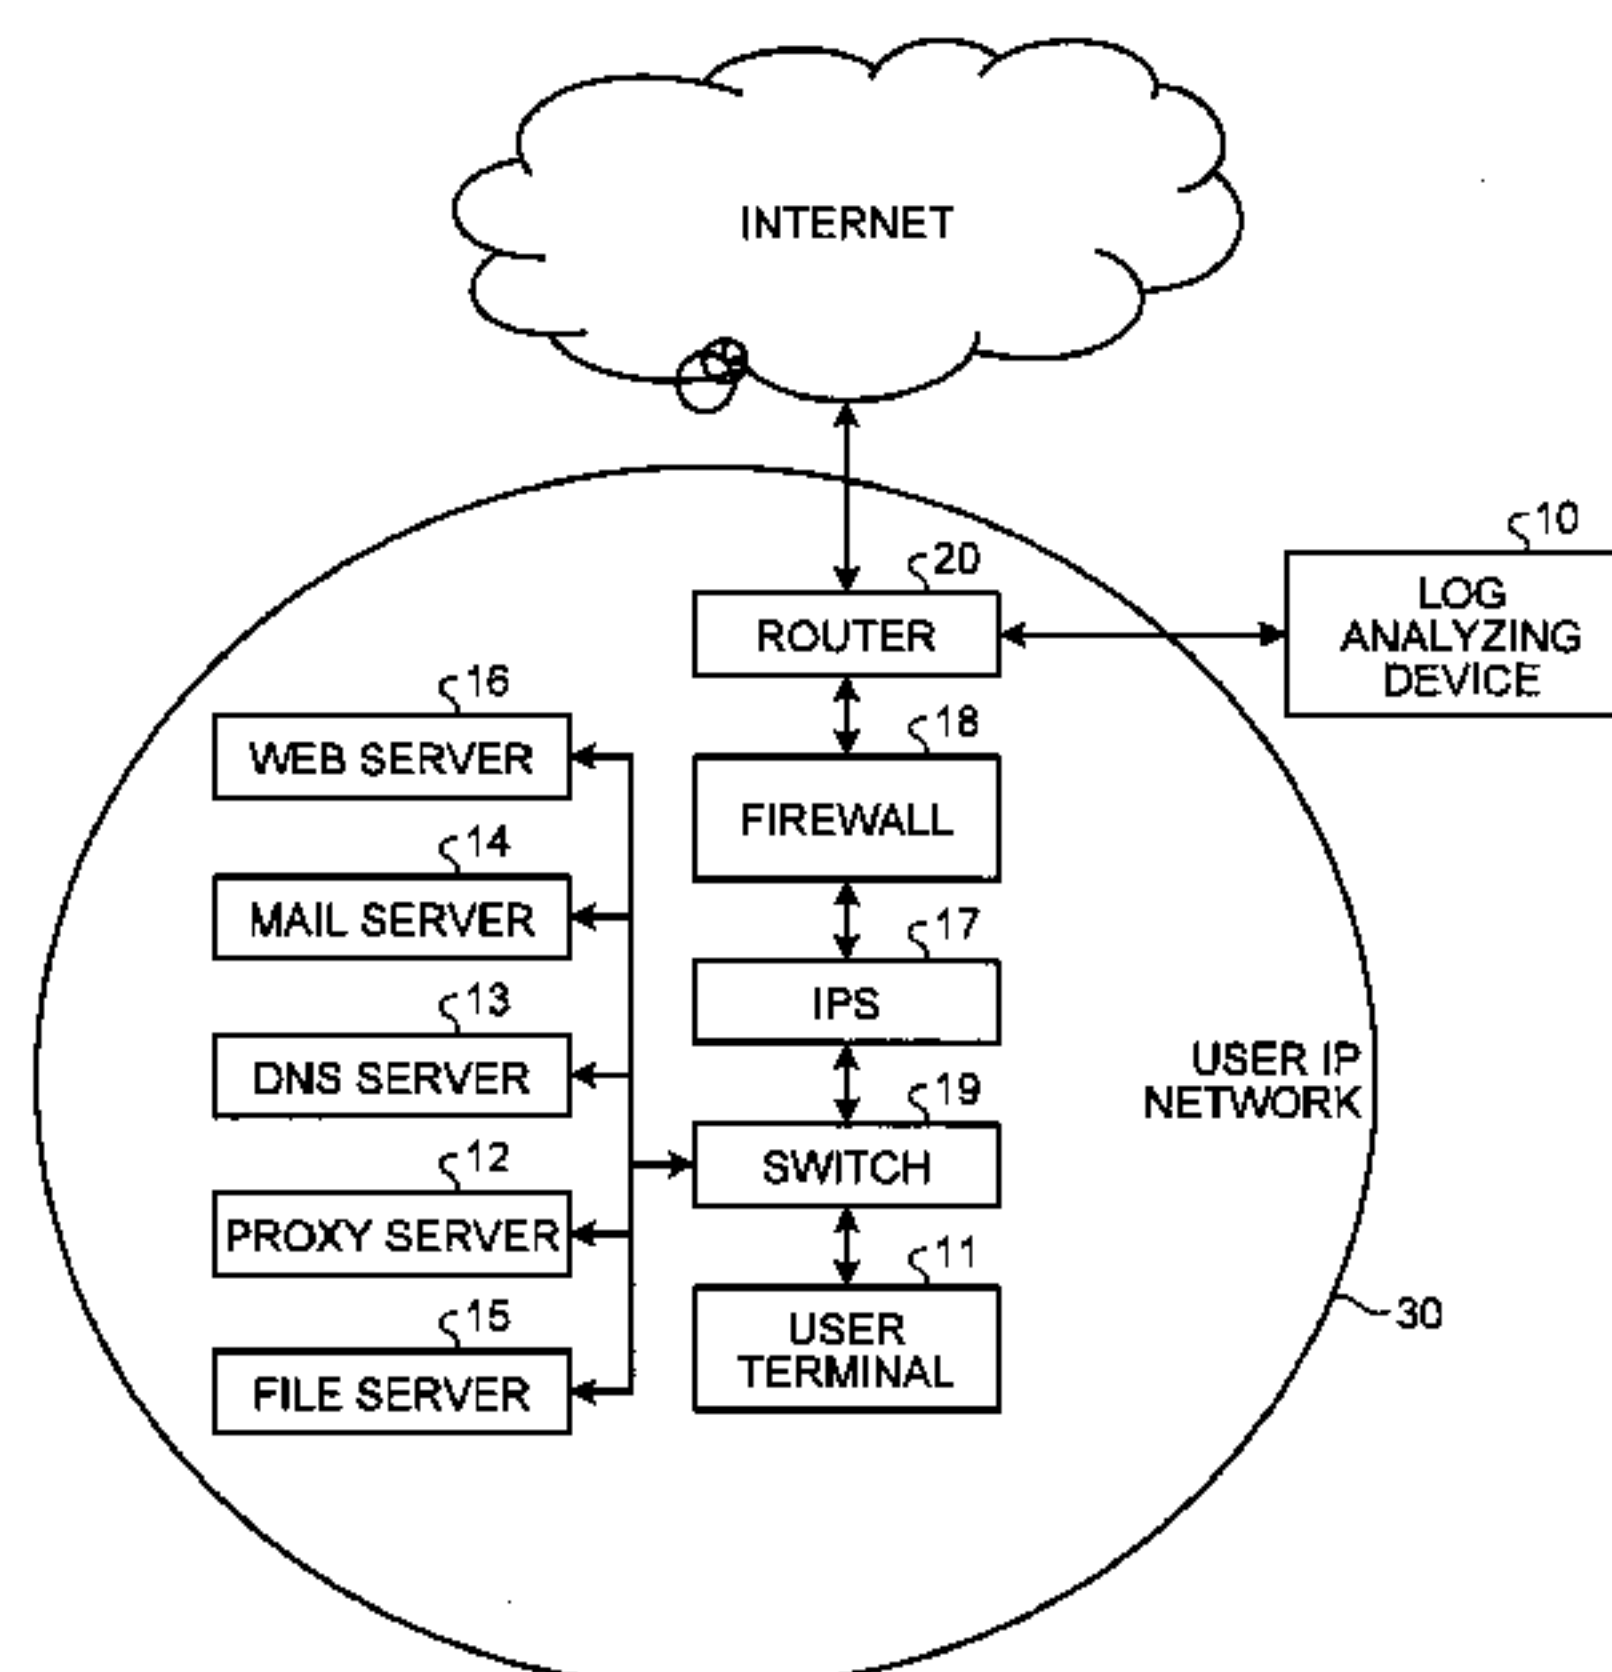 INTERNET
10
LOG
ANALYZING
DEVICE
20
ROUTER
16
WEB SERVER
18
FIREWALL
14
MAIL SERVER
17
IPS
13
DNS SERVER
USER IP
NETWORK
19
SWITCH
12
PROXY SERVER
11
USER
TERMINAL
15
FILE SERVER
30